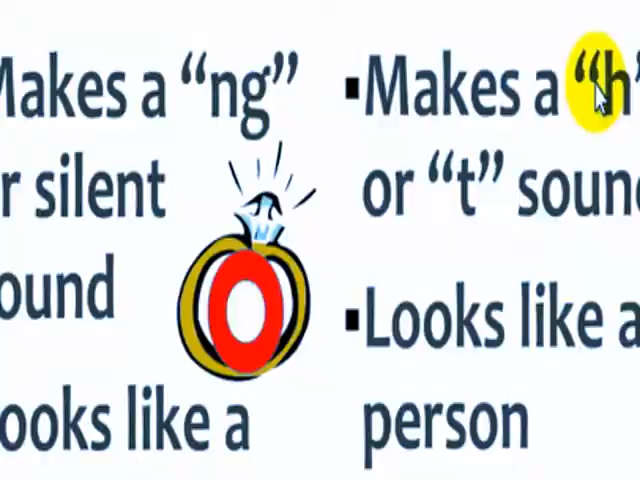 Makes a “ng”
r silent
ound
ooks like a
▪Makes a “h”
or “t” soun
▪Looks like a
person